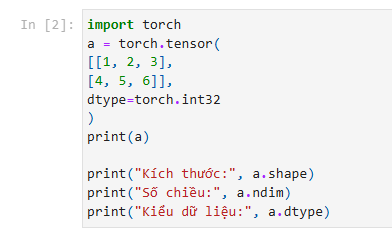 In [2]: import torch
a = torch.tensor(
[[1, 2, 3],
[4, 5, 6]],
dtype=torch.int32
)
print(a)
print("Kích thước:", a.shape)
print("Số chiều:", a.ndim)
print("Kiểu dữ liệu:", a.dtype)